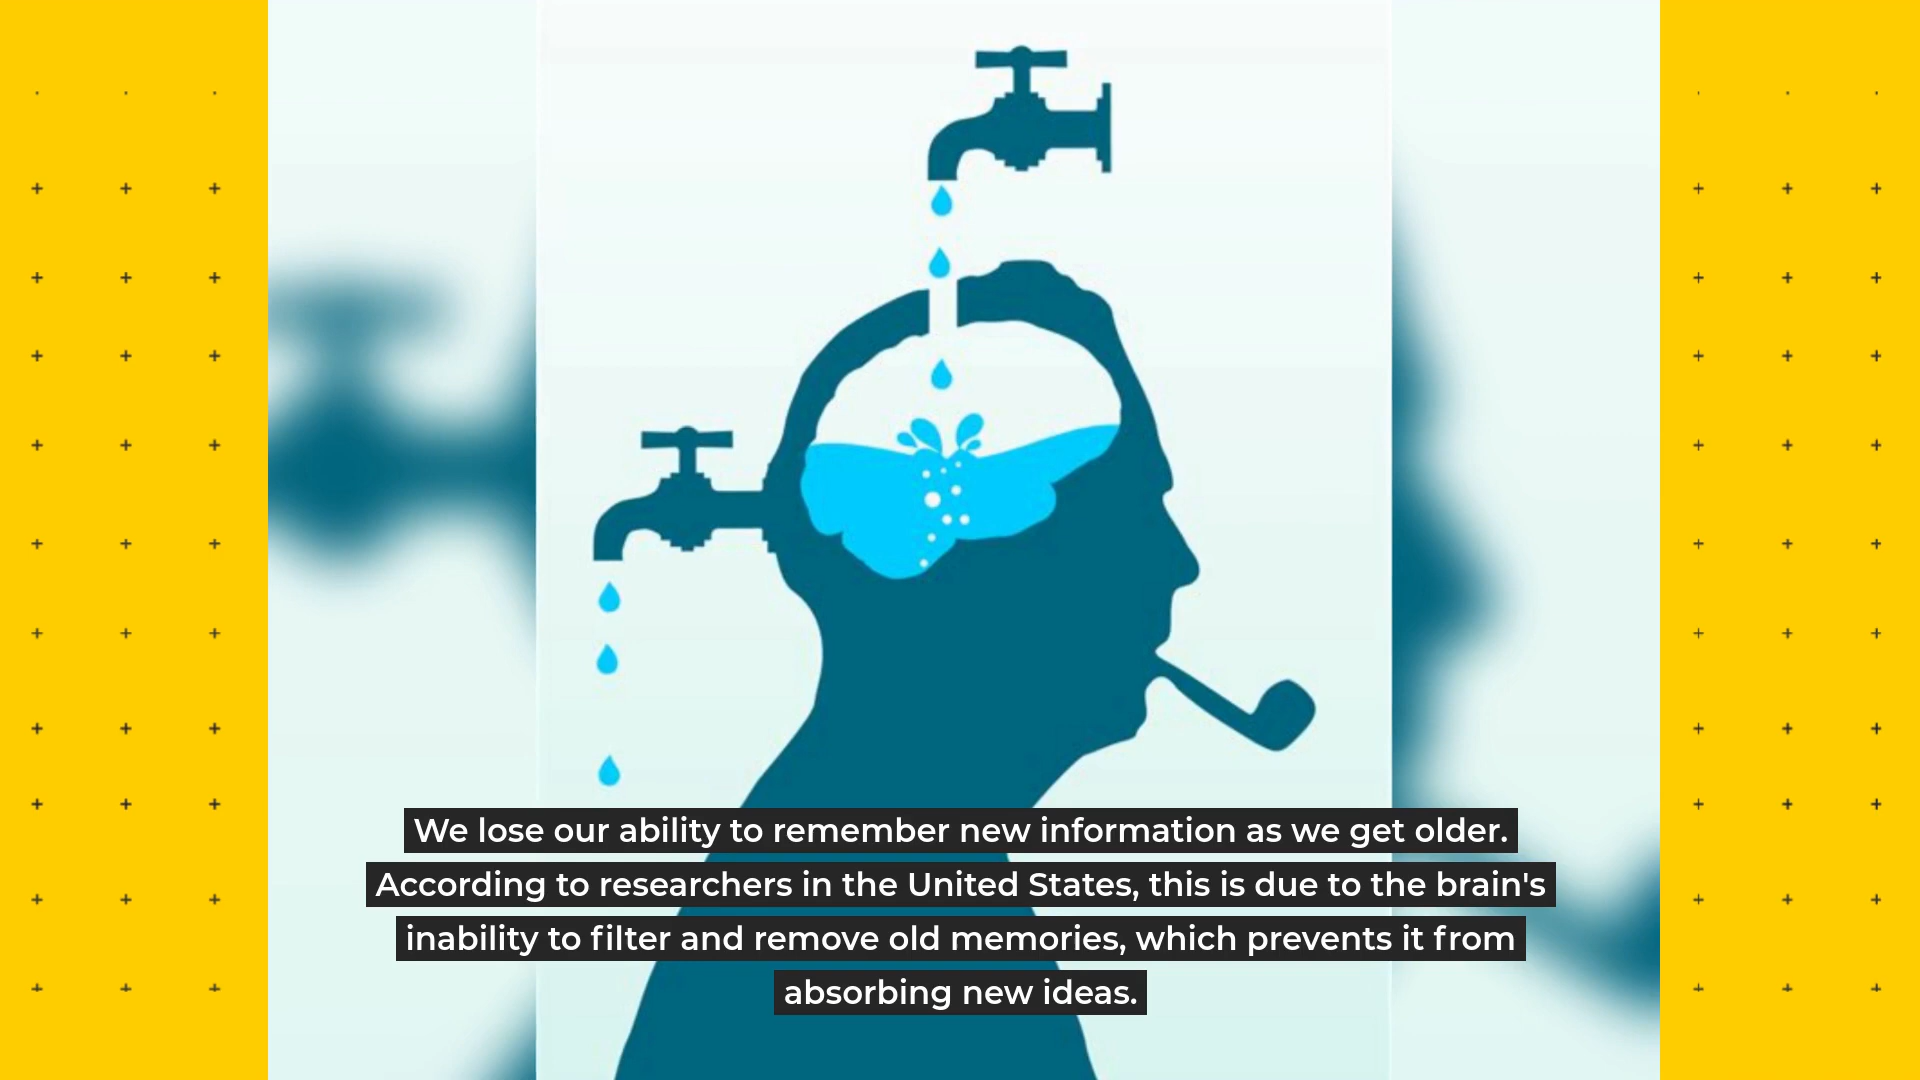 We lose our ability to remember new information as we get older.
According to researchers in the United States, this is due to the brain's
inability to filter and remove old memories, which prevents it from
absorbing new ideas.